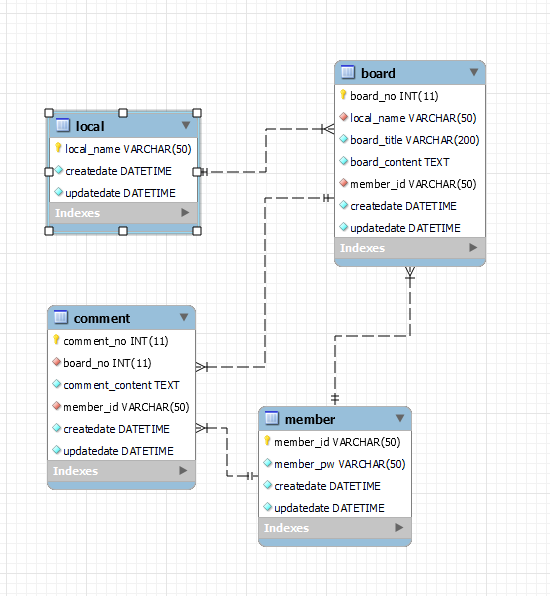 local
local_name VARCHAR(50)
createdate DATETIME
updatedate DATETIME
Indexes
board
board_no INT(11)
local_name VARCHAR(50)
board_title VARCHAR(200)
board_content TEXT
member_id VARCHAR(50)
createdate DATETIME
updatedate DATETIME
Indexes
comment
comment_no INT(11)
board_no INT(11)
comment_content TEXT
member_id VARCHAR(50)
createdate DATETIME
updatedate DATETIME
Indexes
member
member_id VARCHAR(50)
member_pw VARCHAR(50)
createdate DATETIME
updatedate DATETIME
Indexes